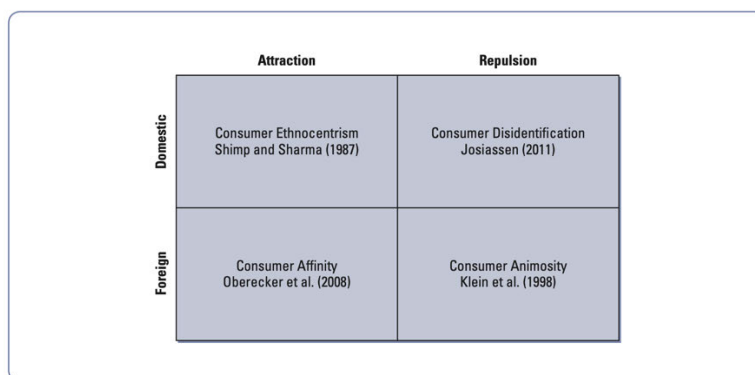 Attraction
Repulsion
Domestic
Consumer Ethnocentrism
Shimp and Sharma (1987)
Consumer Disidentification
Josiassen (2011)
Foreign
Consumer Affinity
Oberecker et al. (2008)
Consumer Animosity
Klein et al. (1998)